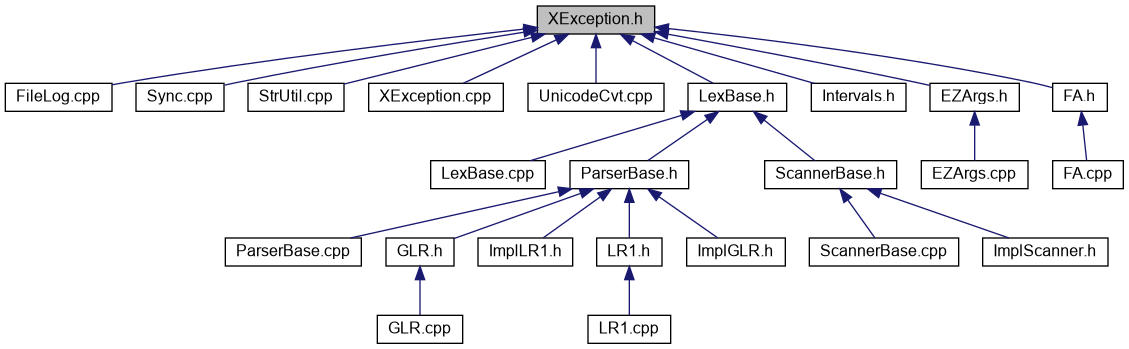 XException.h
FileLog.cpp
Sync.cpp
StrUtil.cpp
XException.cpp
UnicodeCvt.cpp
LexBase.h
Intervals.h
EZArgs.h
FA.h
LexBase.cpp
ParserBase.h
ScannerBase.h
EZArgs.cpp
FA.cpp
ParserBase.cpp
GLR.h
ImplLR1.h
LR1.h
ImplGLR.h
ScannerBase.cpp
ImplScanner.h
GLR.cpp
LR1.cpp